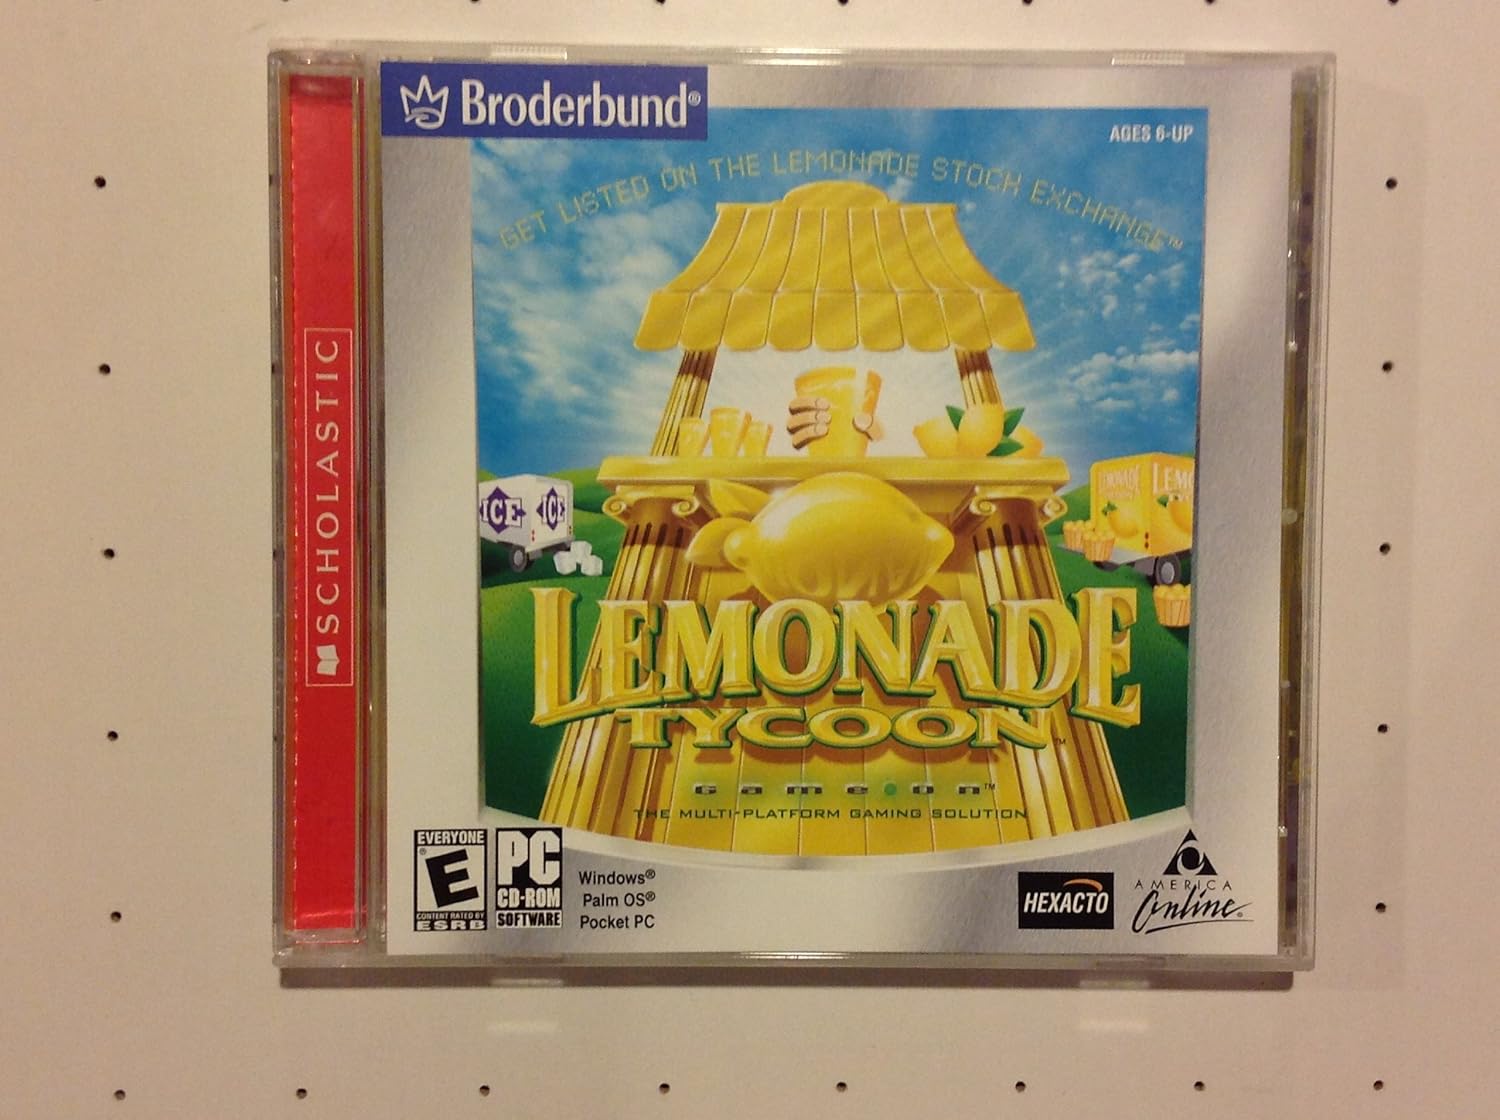 Broderbund®
AGES 6-UP
GET LISTED ON THE LEMONADE STOCK EXCHANGE™
SCHOLASTIC
ICE ICE
LEMONADE
LEMONADE
TYCOON™
Game•On™
THE MULTI-PLATFORM GAMING SOLUTION
EVERYONE
E
CONTENT RATED BY
ESRB
PC
CD-ROM
SOFTWARE
Windows®
Palm OS®
Pocket PC
HEXACTO
AMERICA
Online®